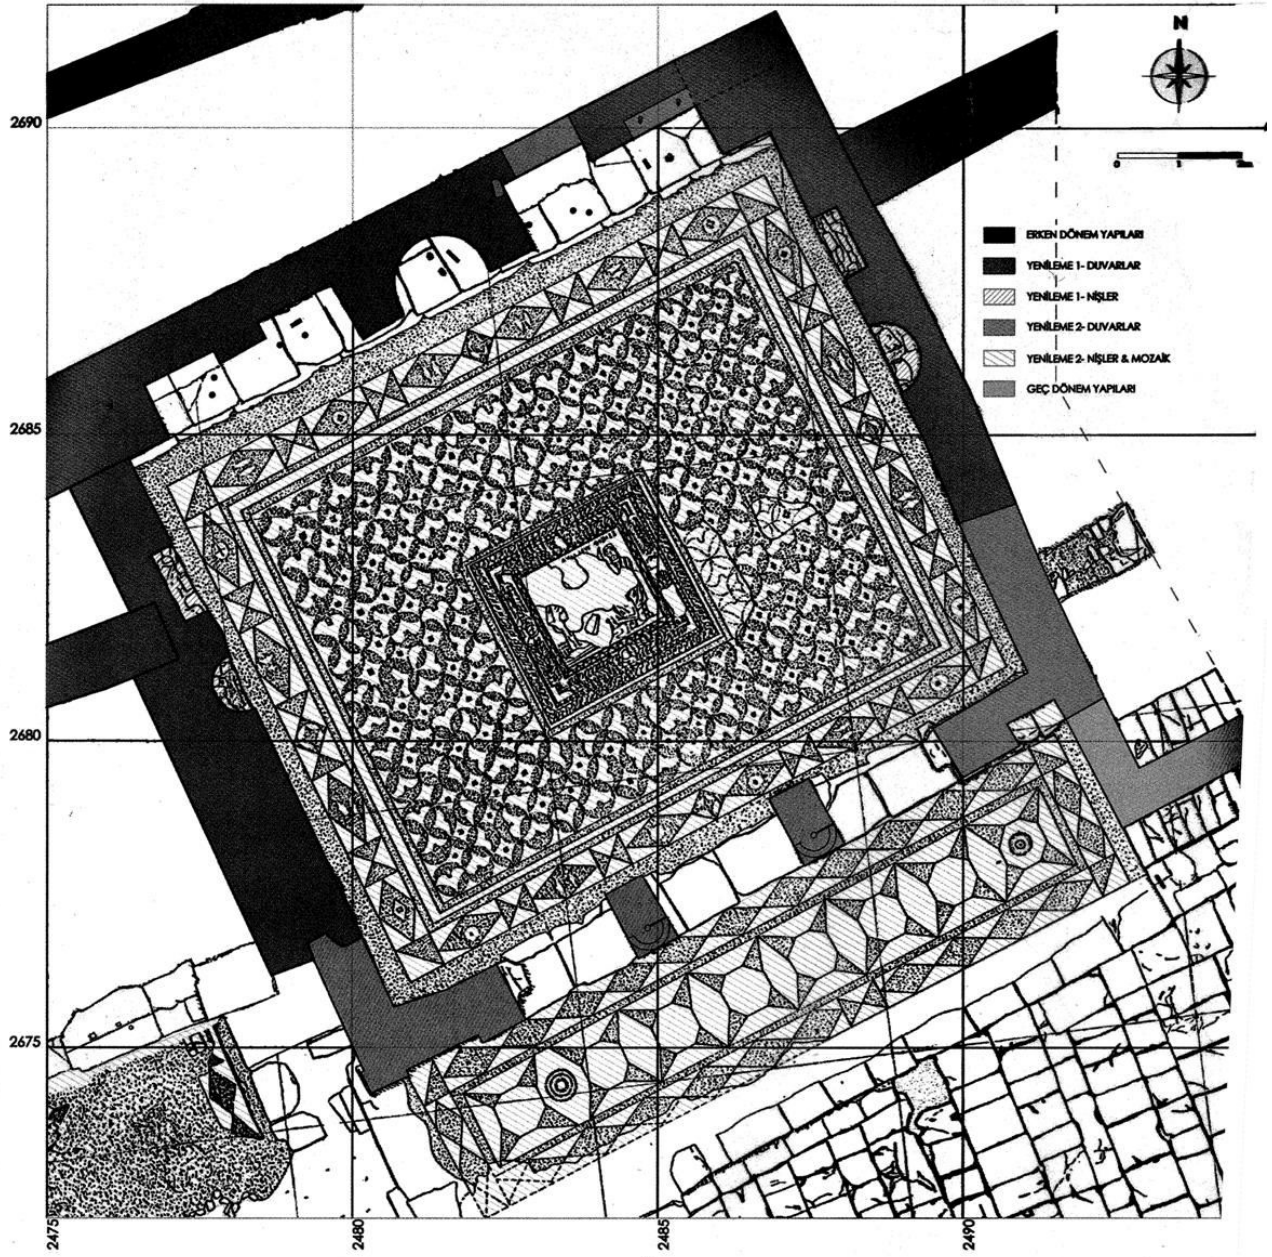 N
2690
0 1 2m
ERKEN DÖNEM YAPILARI
YENİLEME 1- DUVARLAR
YENİLEME 1- NİŞLER
YENİLEME 2- DUVARLAR
YENİLEME 2- NİŞLER & MOZAİK
GEÇ DÖNEM YAPILARI
2685
2680
2675
2475
2480
2485
2490